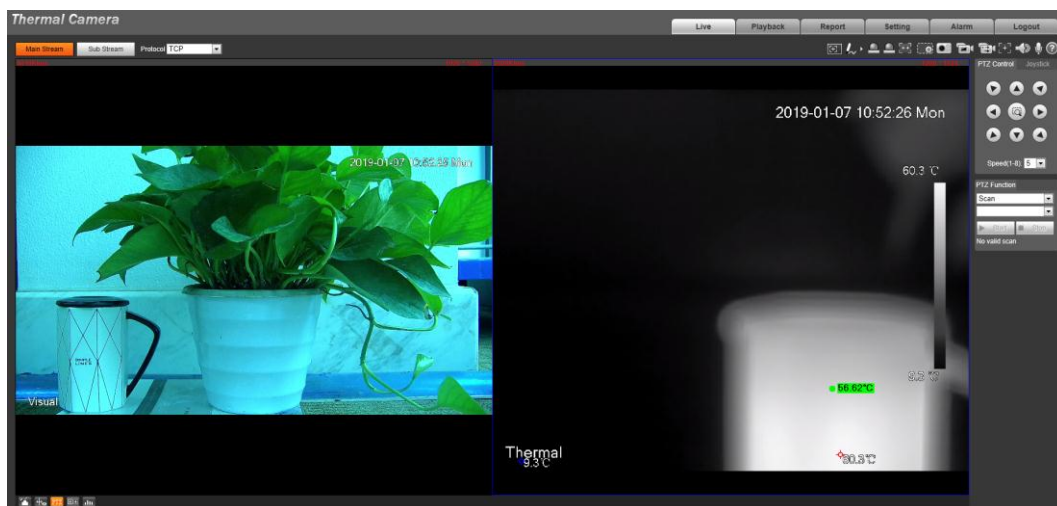 Thermal Camera
Live
Playback
Report
Setting
Alarm
Logout
Main Stream
Sub Stream
Protocol TCP
PTZ Control
Joystick
2019-01-07 10:52:26 Mon
60.3 ℃
Speed(1-8): 5
PTZ Function
Scan
Start
Stop
No valid scan
56.62℃
Visual
Thermal
9.3℃